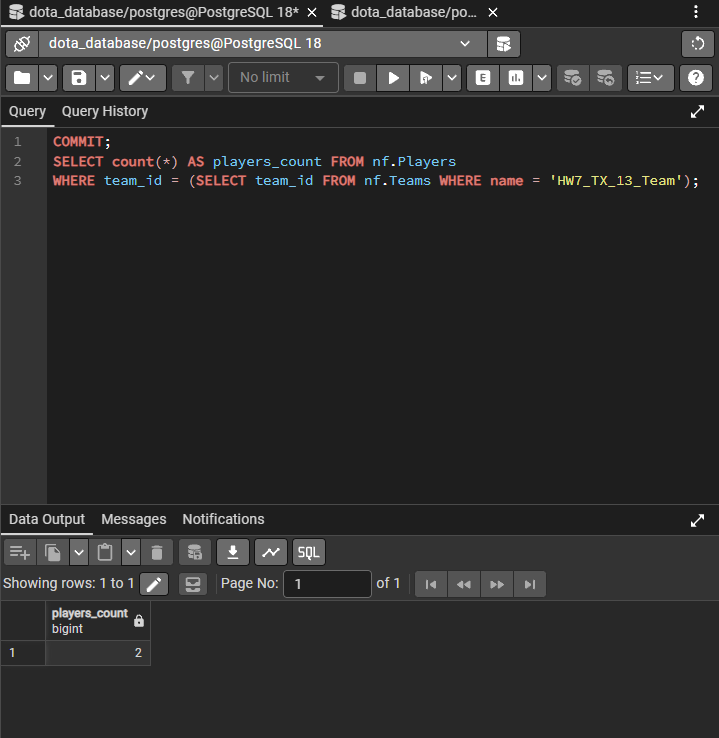 dota_database/postgres@PostgreSQL 18*
dota_database/po...
dota_database/postgres@PostgreSQL 18
No limit
E
Query
Query History
1 COMMIT;
2 SELECT count(*) AS players_count FROM nf.Players
3 WHERE team_id = (SELECT team_id FROM nf.Teams WHERE name = 'HW7_TX_13_Team');
Data Output
Messages
Notifications
SQL
Showing rows: 1 to 1
Page No: 1 of 1
players_count
bigint
1 2